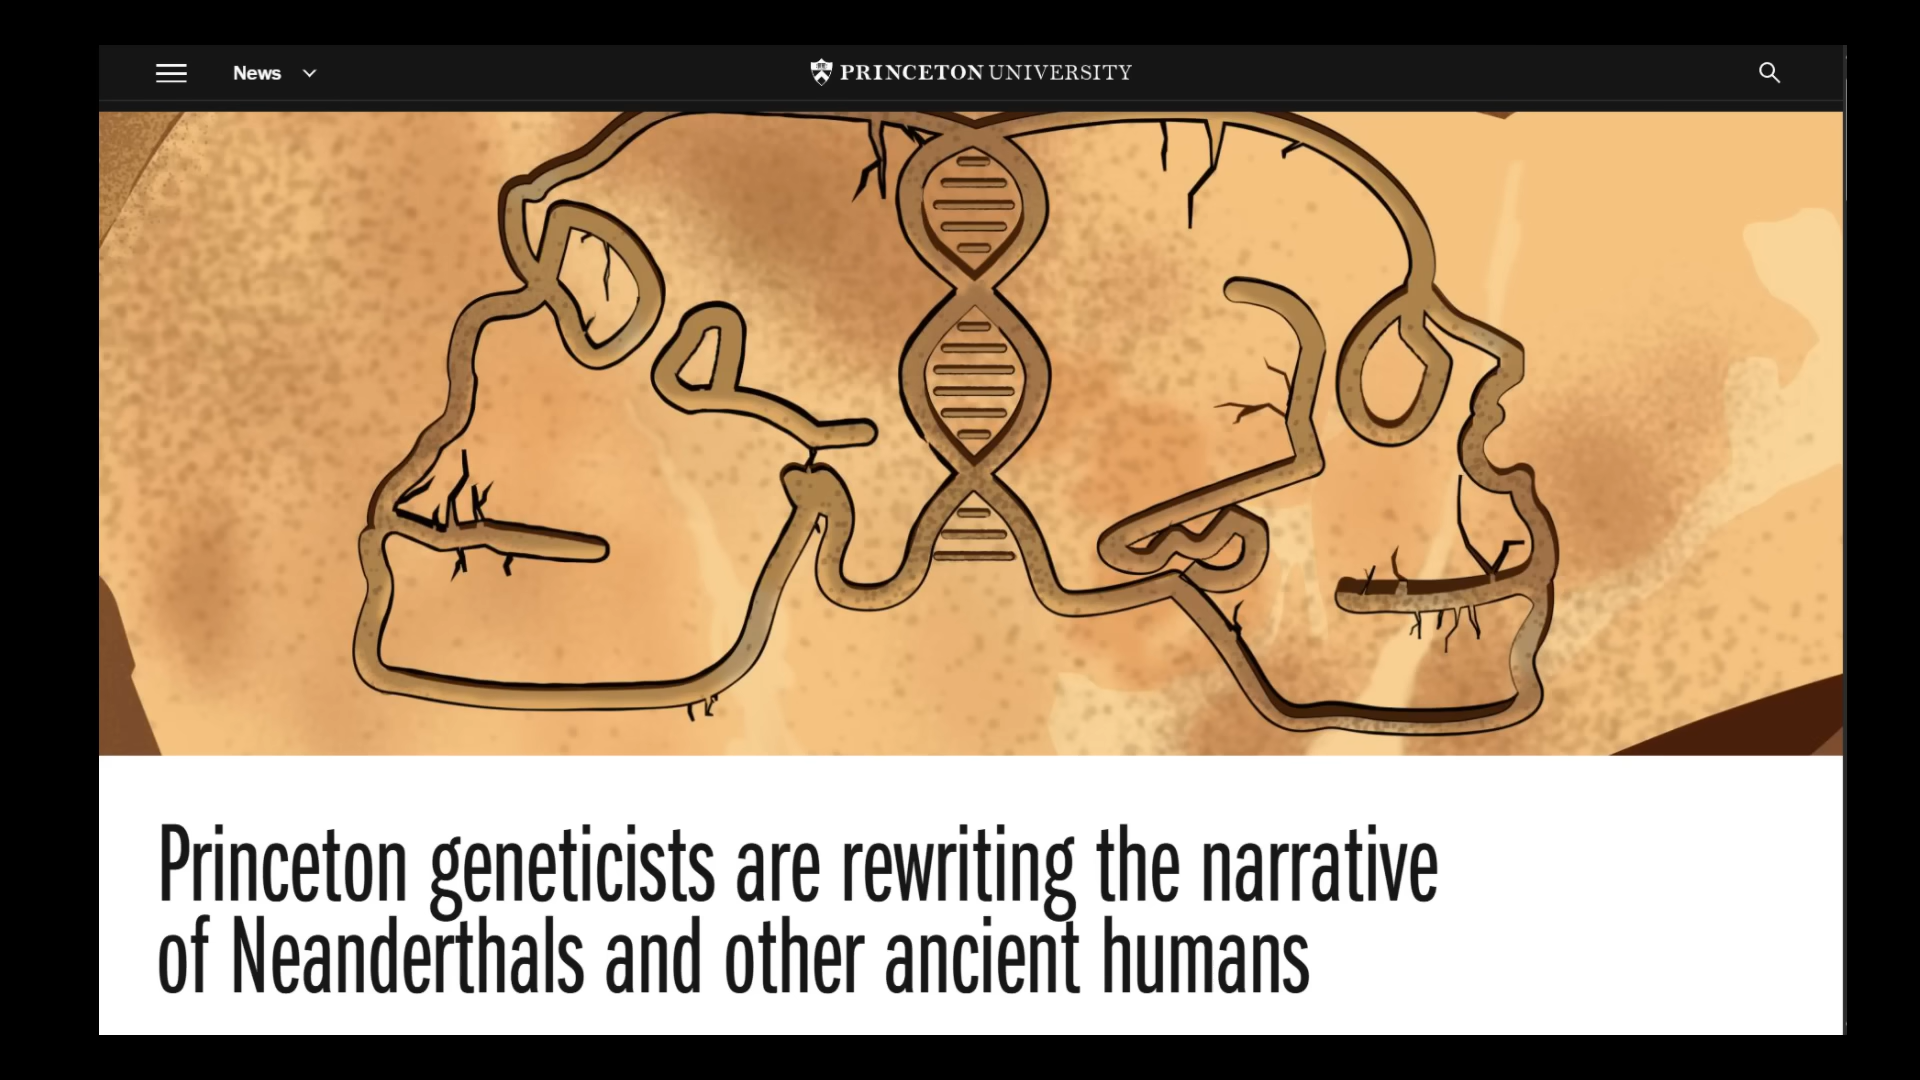 News
PRINCETON UNIVERSITY
Princeton geneticists are rewriting the narrative
of Neanderthals and other ancient humans